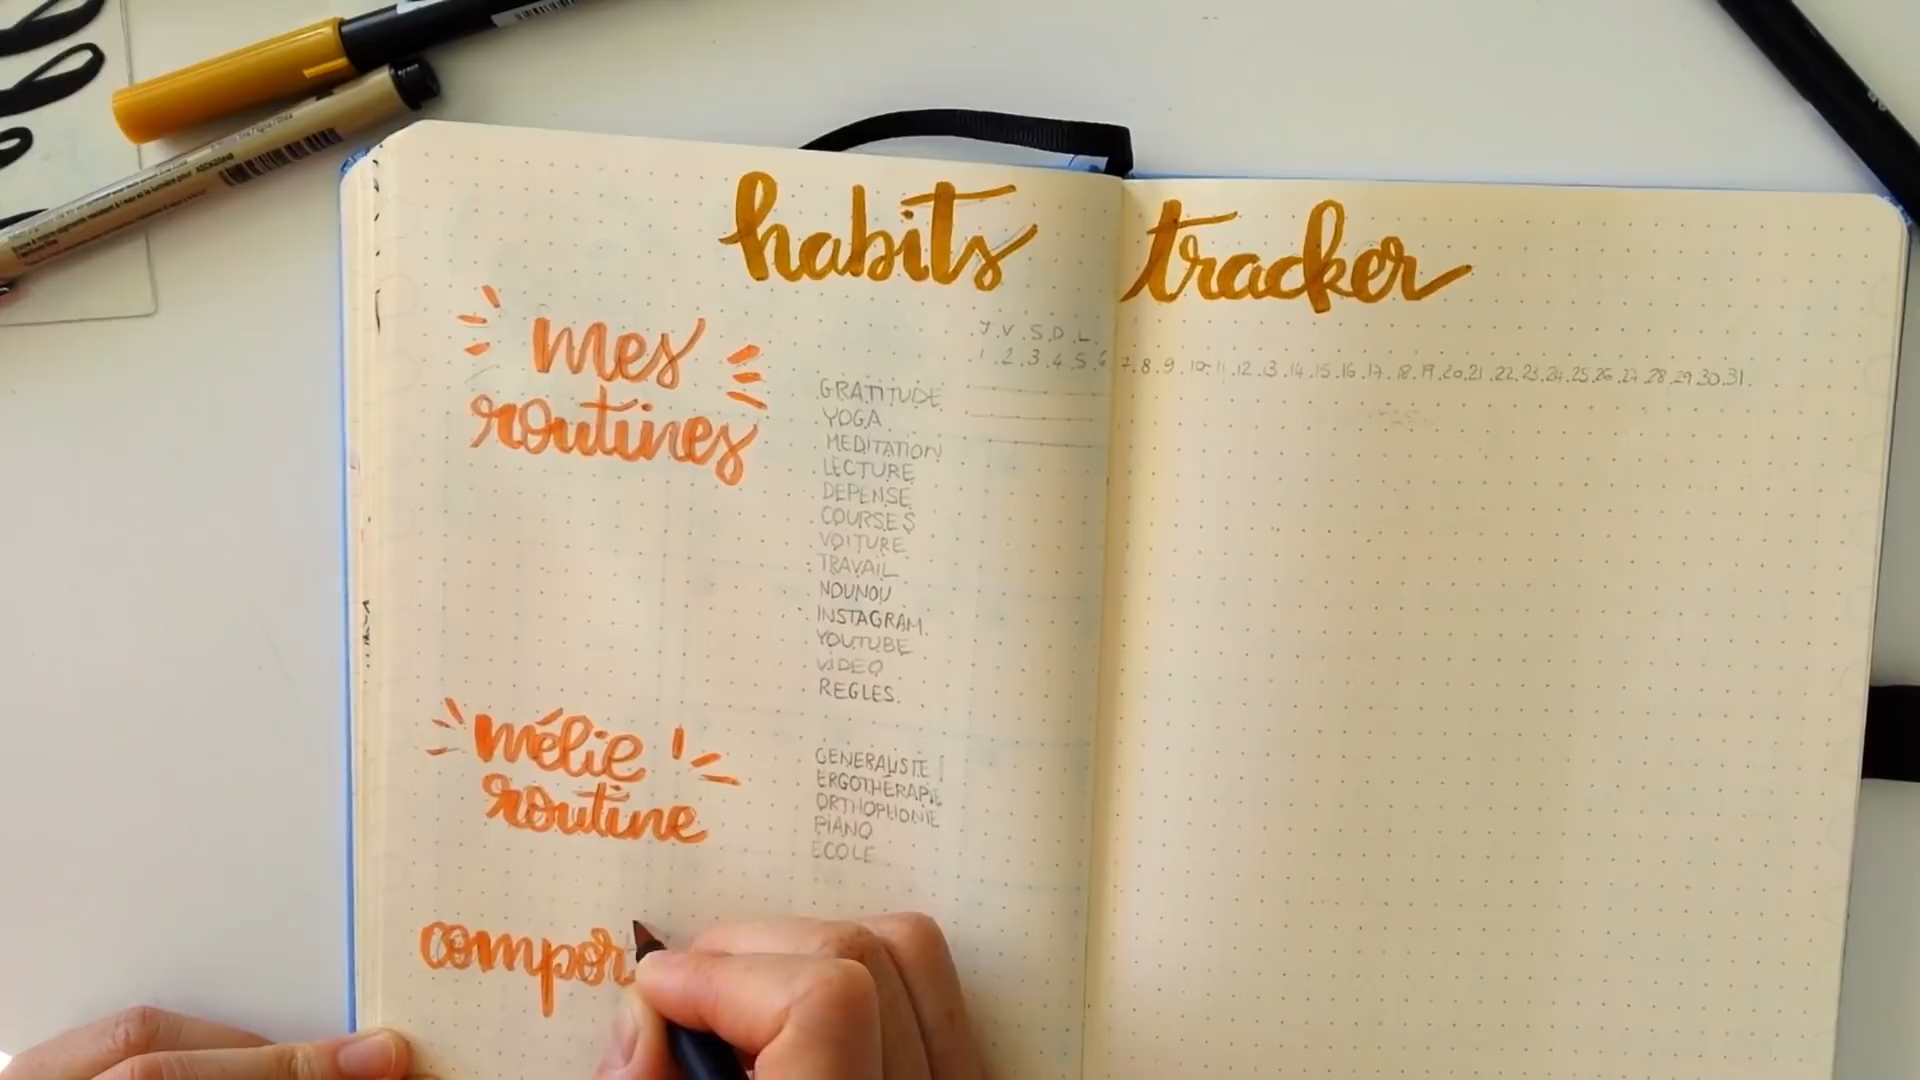 habits tracker
mes
routines
J.V.S.D.L.
1.2.3.4.5.6 7.8.9.10.11.12.13.14.15.16.17.18.19.20.21.22.23.24.25.26.27.28.29.30.31.
GRATITUDE
YOGA
MEDITATION
LECTURE
DEPENSE
COURSES
VOITURE
TRAVAIL
NOUNOU
INSTAGRAM
YOUTUBE
VIDEO
REGLES
mélie
routine
GENERALISTE
ERGOTHÉRAPIE
ORTHOPHONIE
PIANO
ECOLE
compor